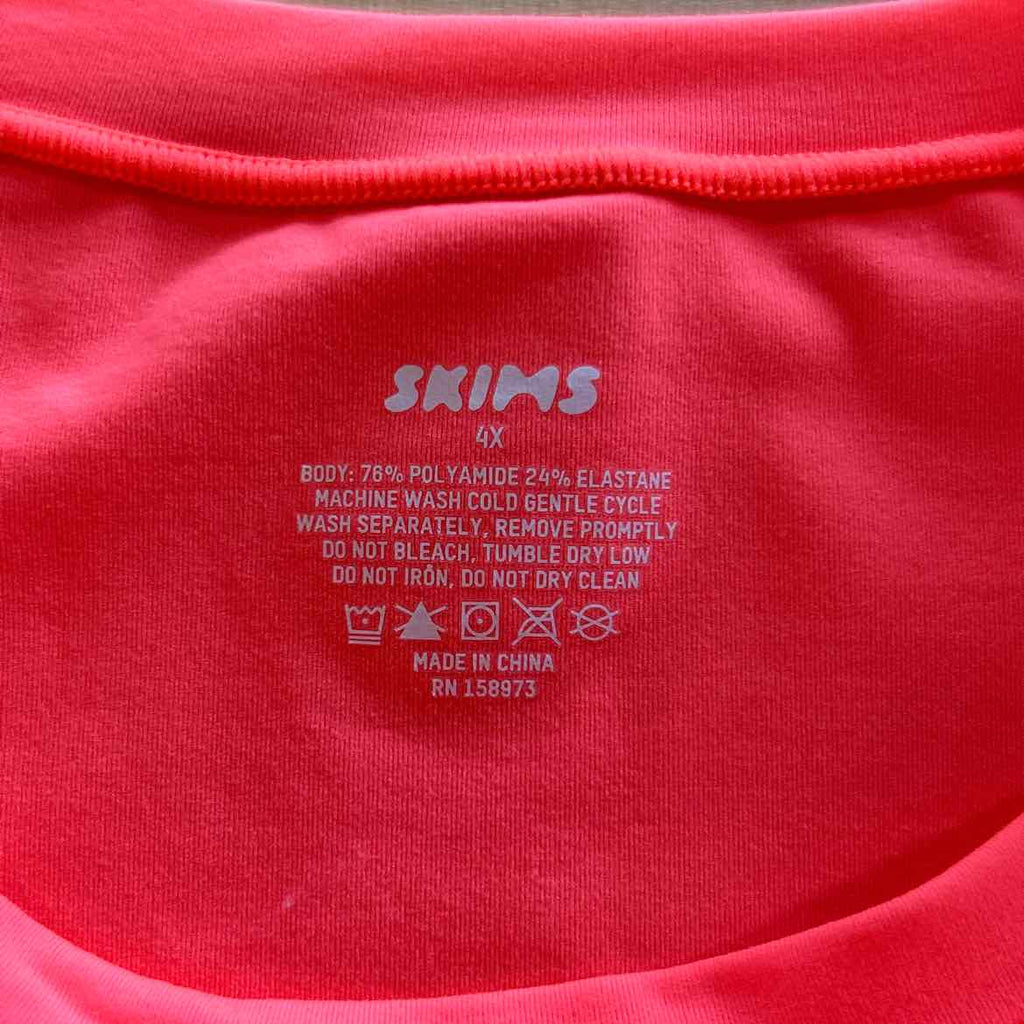 SKIMS
4X
BODY: 76% POLYAMIDE 24% ELASTANE
MACHINE WASH COLD GENTLE CYCLE
WASH SEPARATELY, REMOVE PROMPTLY
DO NOT BLEACH, TUMBLE DRY LOW
DO NOT IRON, DO NOT DRY CLEAN
MADE IN CHINA
RN 158973